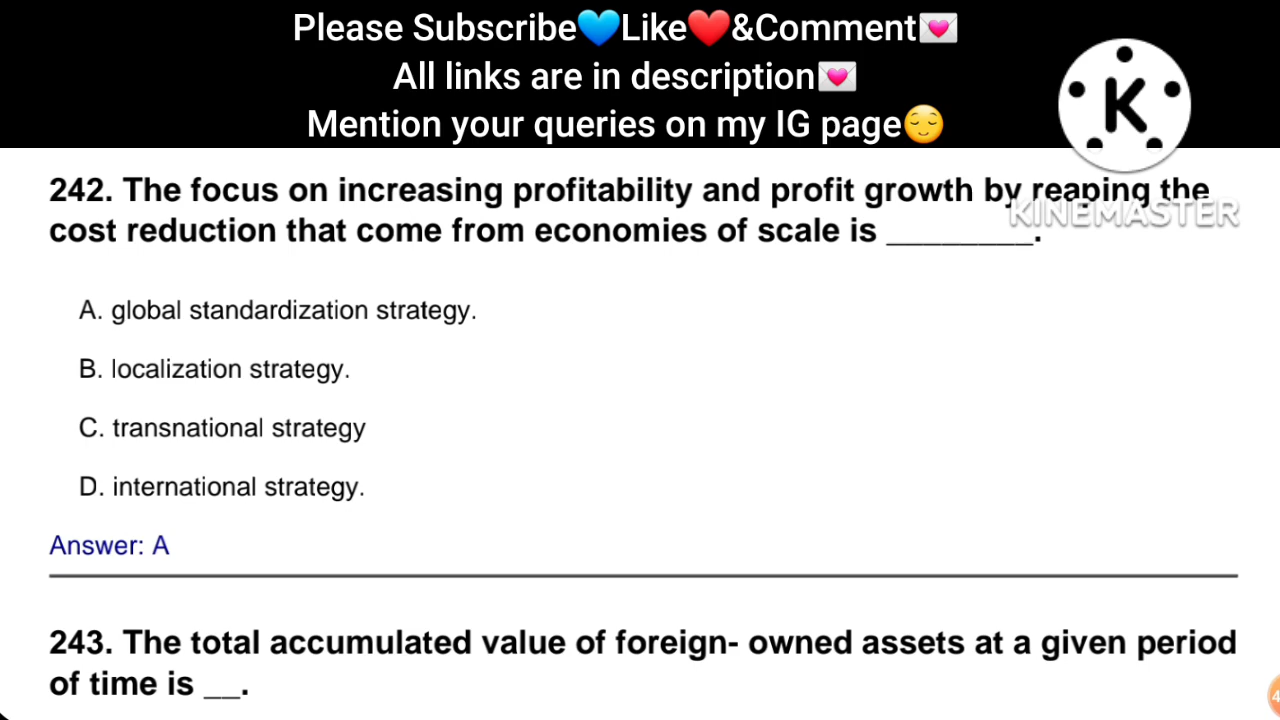 Please Subscribe💙Like❤️&Comment💌
All links are in description💌
Mention your queries on my IG page😌
K
KINEMASTER
242. The focus on increasing profitability and profit growth by reaping the
cost reduction that come from economies of scale is ________.
A. global standardization strategy.
B. localization strategy.
C. transnational strategy
D. international strategy.
Answer: A
243. The total accumulated value of foreign- owned assets at a given period
of time is __.
4